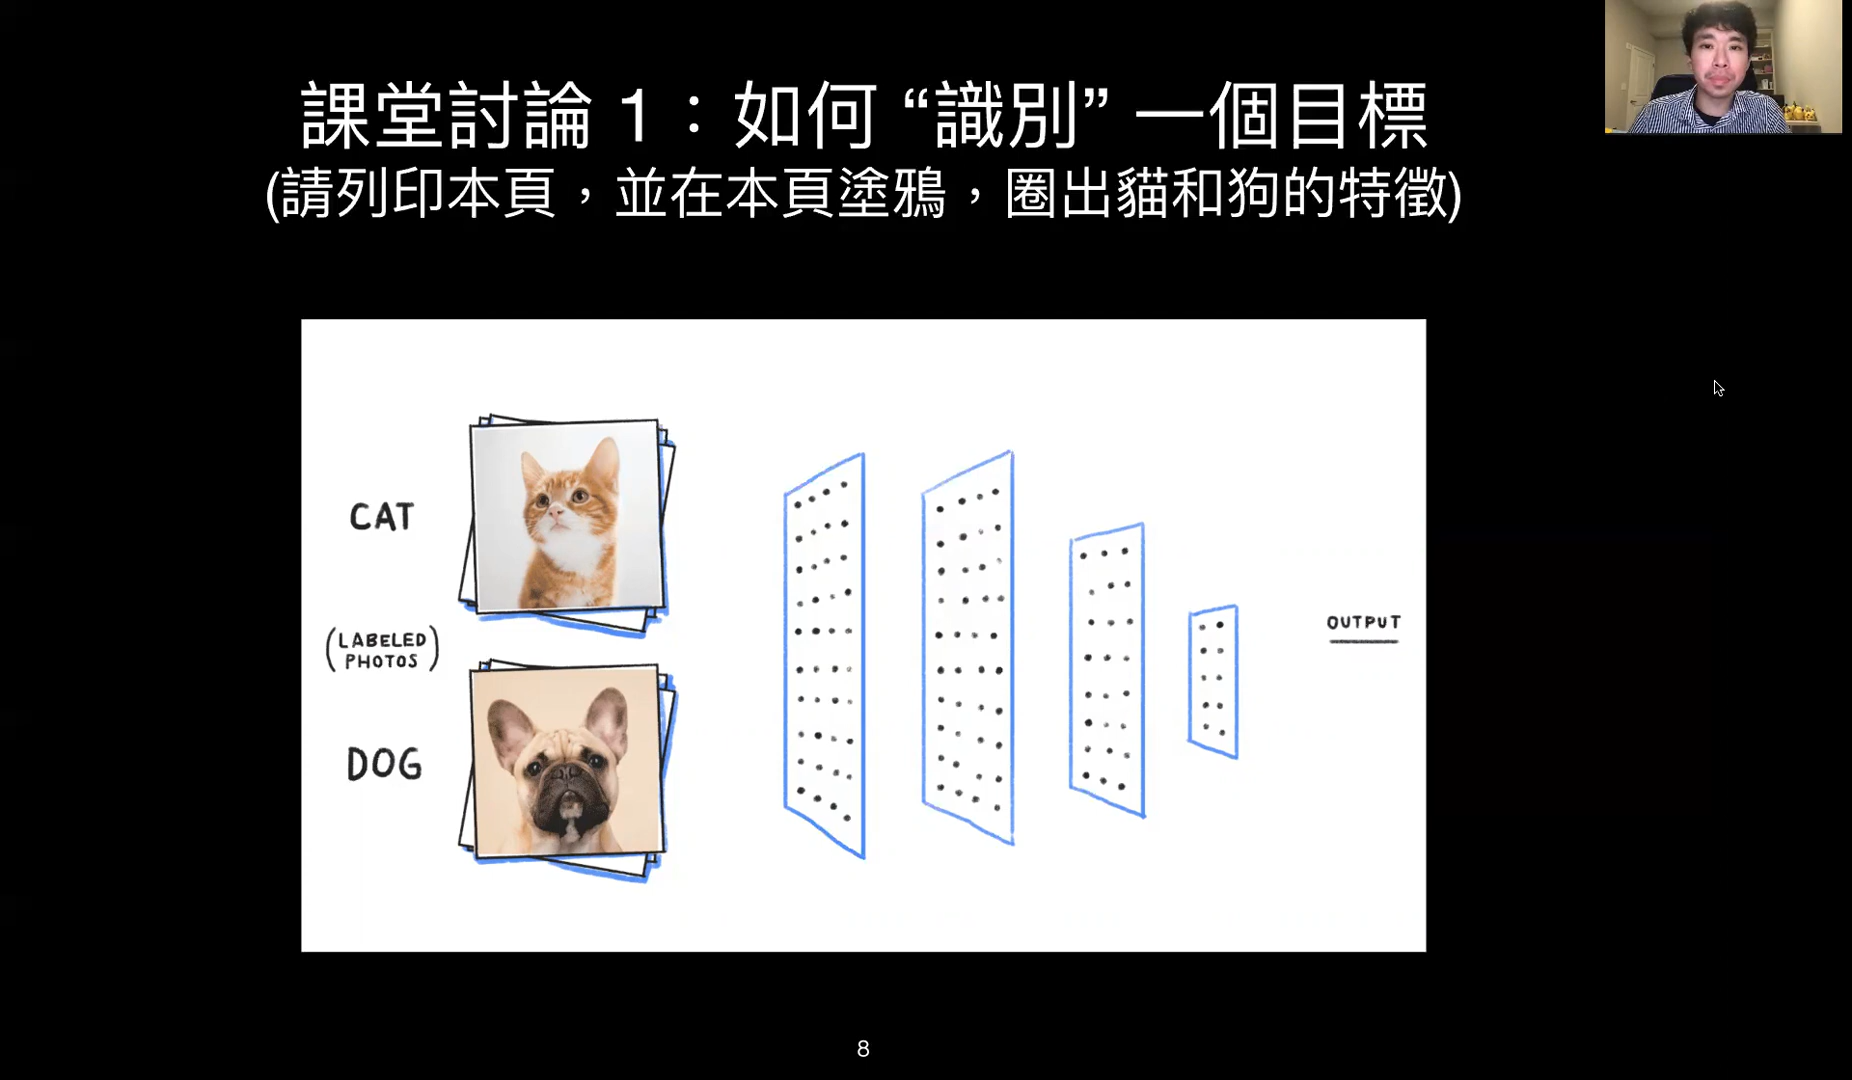 課堂討論 1：如何 “識別” 一個目標
(請列印本頁，並在本頁塗鴉，圈出貓和狗的特徵)
CAT
(LABELED
PHOTOS)
DOG
OUTPUT
8